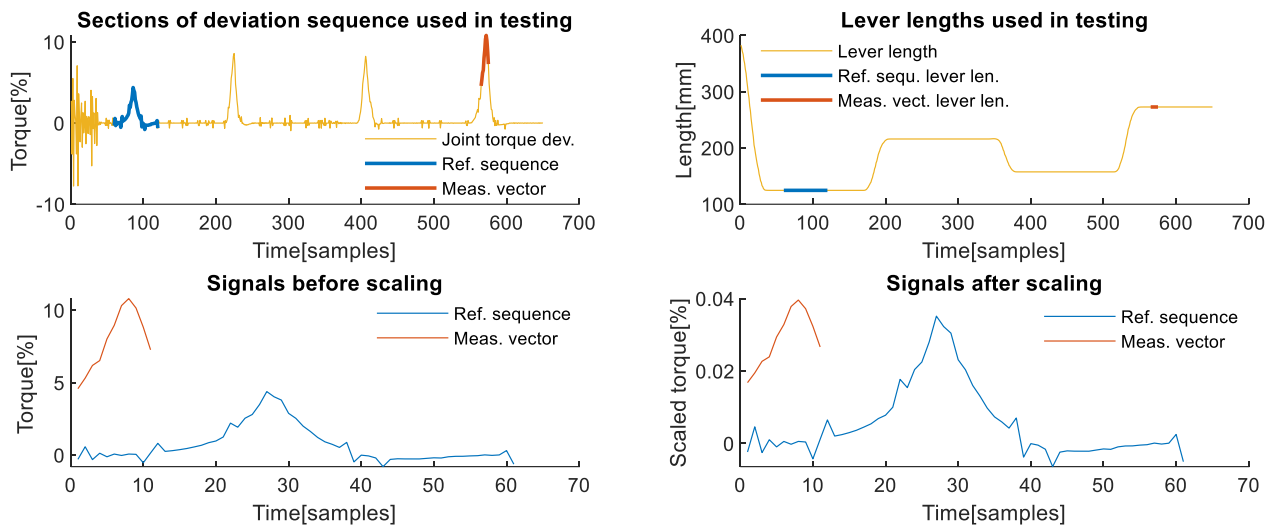 Sections of deviation sequence used in testing
10
0
-10
Torque[%]
Joint torque dev.
Ref. sequence
Meas. vector
0 100 200 300 400 500 600 700
Time[samples]
Lever lengths used in testing
400
300
200
100
Length[mm]
Lever length
Ref. sequ. lever len.
Meas. vect. lever len.
0 100 200 300 400 500 600 700
Time[samples]
Signals before scaling
10
5
0
Torque[%]
Ref. sequence
Meas. vector
0 10 20 30 40 50 60 70
Time[samples]
Signals after scaling
0.04
0.02
0
Scaled torque[%]
Ref. sequence
Meas. vector
0 10 20 30 40 50 60 70
Time[samples]